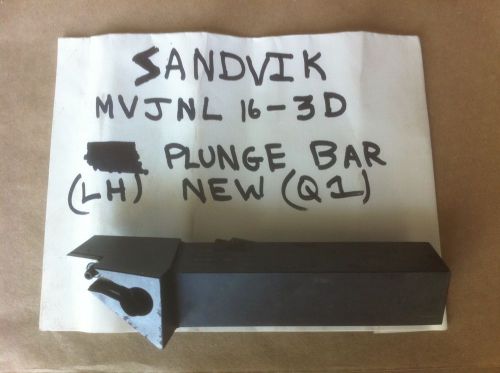 SANDVIK
MVJNL 16-3D
PLUNGE BAR
(LH) NEW (Q1)